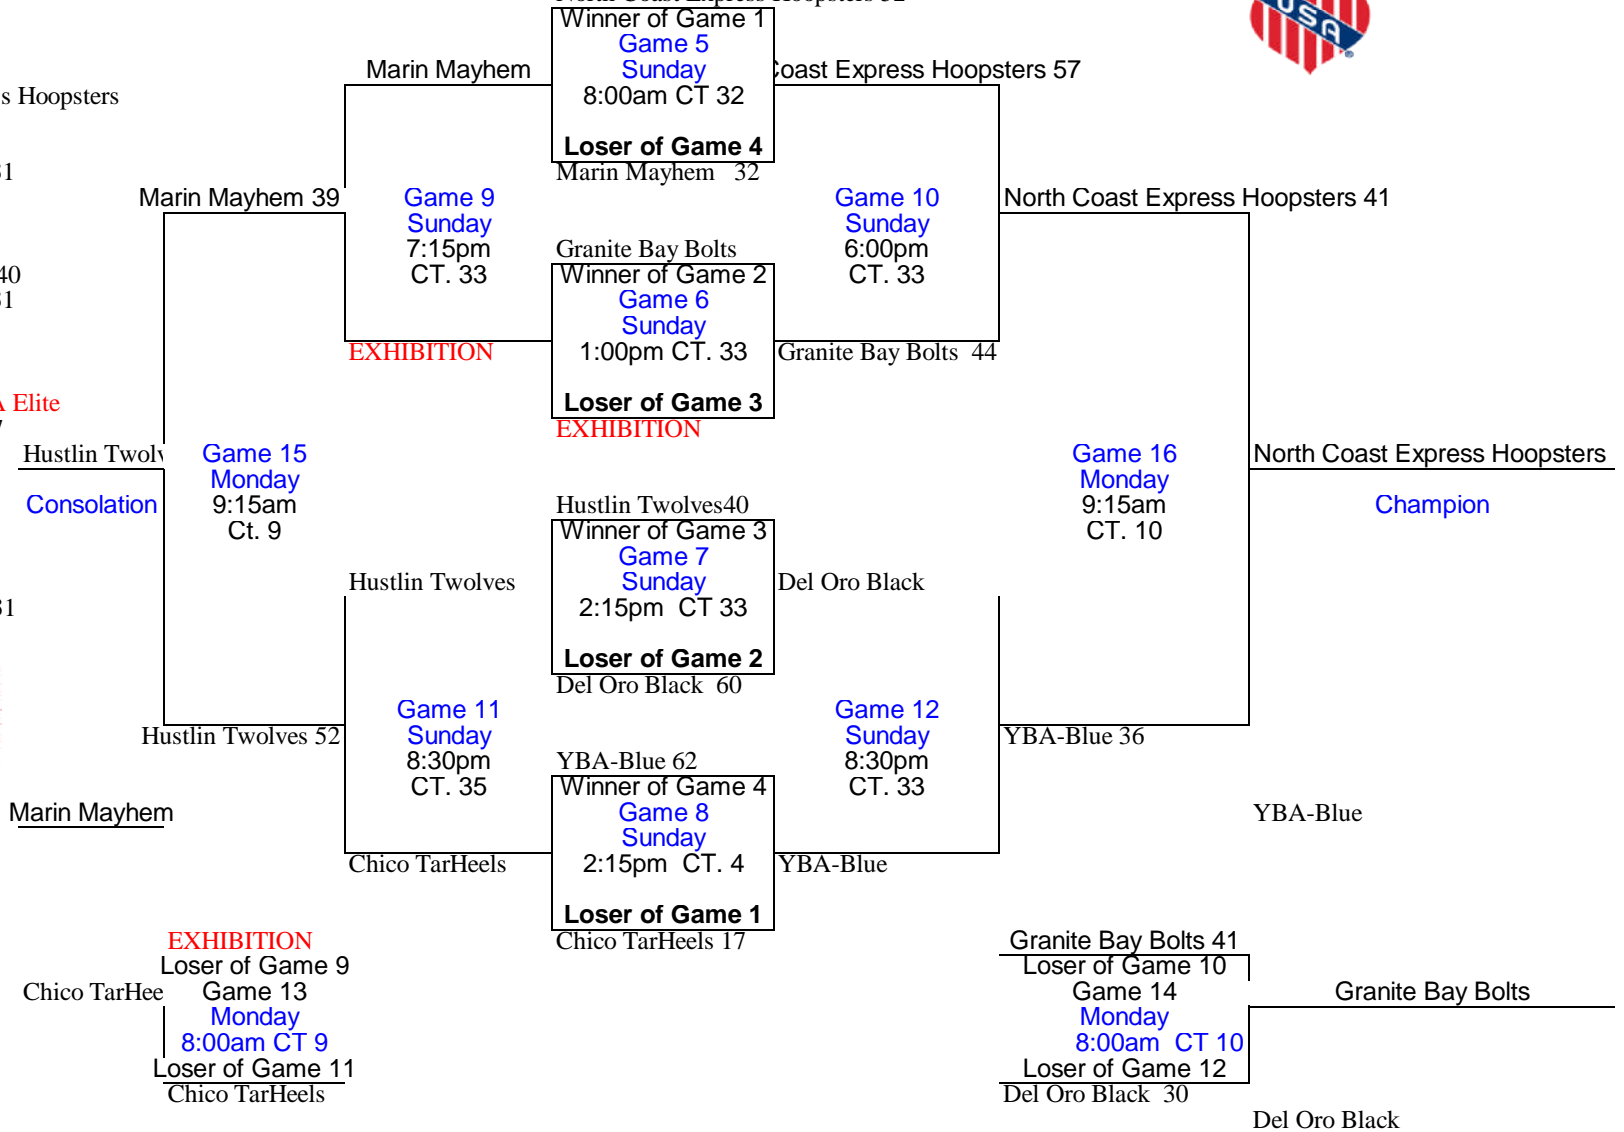 Winner of Game 1
Game 5
Sunday
8:00am CT 32
Loser of Game 4
Marin Mayhem 32
USA
Marin Mayhem
Coast Express Hoopsters 57
s Hoopsters
Marin Mayhem 39
Game 9
Sunday
7:15pm
CT. 33
Game 10
Sunday
6:00pm
CT. 33
North Coast Express Hoopsters 41
40
Granite Bay Bolts
Winner of Game 2
Game 6
Sunday
1:00pm CT. 33
Loser of Game 3
EXHIBITION
EXHIBITION
Granite Bay Bolts 44
Elite
Hustlin Twolv
Consolation
Game 15
Monday
9:15am
Ct. 9
Game 16
Monday
9:15am
CT. 10
North Coast Express Hoopsters
Champion
Hustlin Twolves40
Winner of Game 3
Game 7
Sunday
2:15pm CT 33
Loser of Game 2
Del Oro Black 60
Hustlin Twolves
Del Oro Black
Hustlin Twolves 52
Game 11
Sunday
8:30pm
CT. 35
Game 12
Sunday
8:30pm
CT. 33
YBA-Blue 36
YBA-Blue 62
Winner of Game 4
Game 8
Sunday
2:15pm CT. 4
Loser of Game 1
Chico TarHeels 17
Marin Mayhem
YBA-Blue
Chico TarHeels
YBA-Blue
EXHIBITION
Loser of Game 9
Chico TarHee
Game 13
Monday
8:00am CT 9
Loser of Game 11
Chico TarHeels
Granite Bay Bolts 41
Loser of Game 10
Game 14
Monday
8:00am CT 10
Loser of Game 12
Del Oro Black 30
Granite Bay Bolts
Del Oro Black